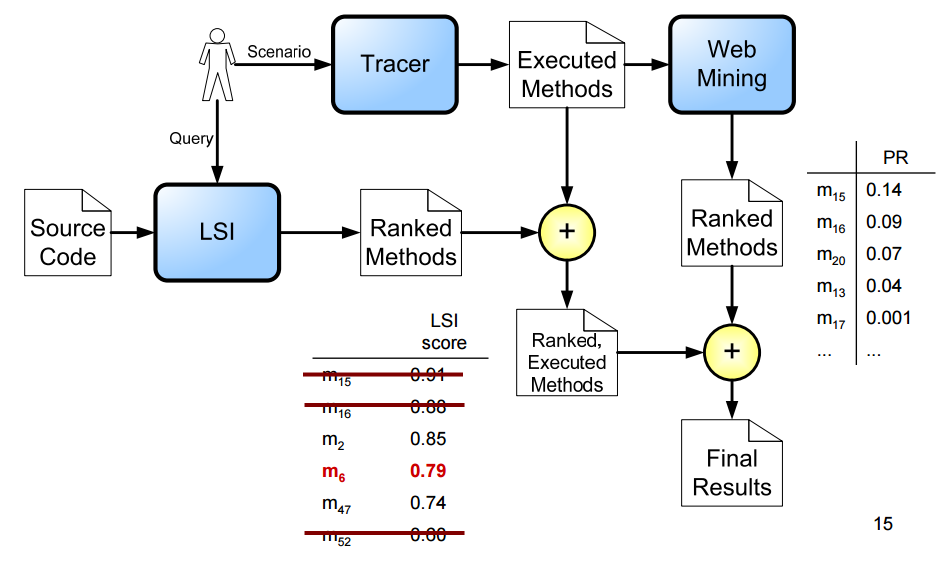 Scenario
Tracer
Executed
Methods
Web
Mining
Query
Source
Code
LSI
Ranked
Methods
+
Ranked
Methods
PR
m15 0.14
m16 0.09
m20 0.07
m13 0.04
m17 0.001
... ...
Ranked,
Executed
Methods
+
Final
Results
LSI
score
m15 0.91
m16 0.88
m2 0.85
m6 0.79
m47 0.74
m52
15